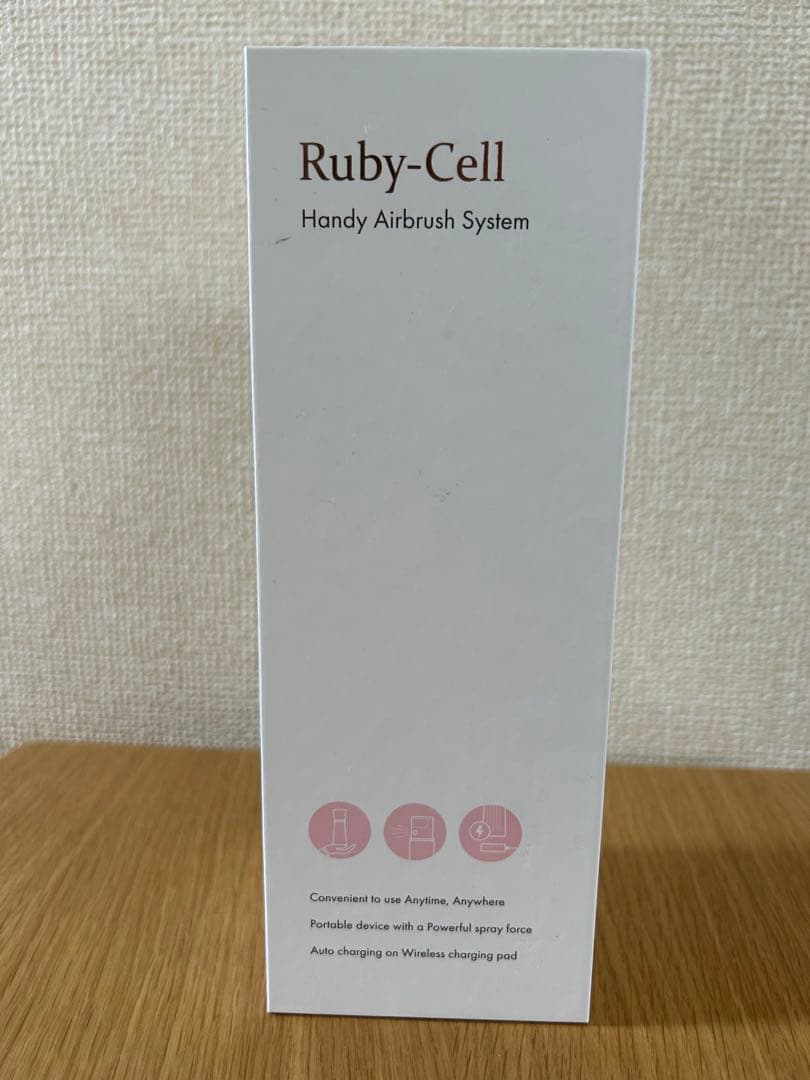 Ruby-Cell
Handy Airbrush System
Convenient to use Anytime, Anywhere
Portable device with a Powerful spray force
Auto charging on Wireless charging pad